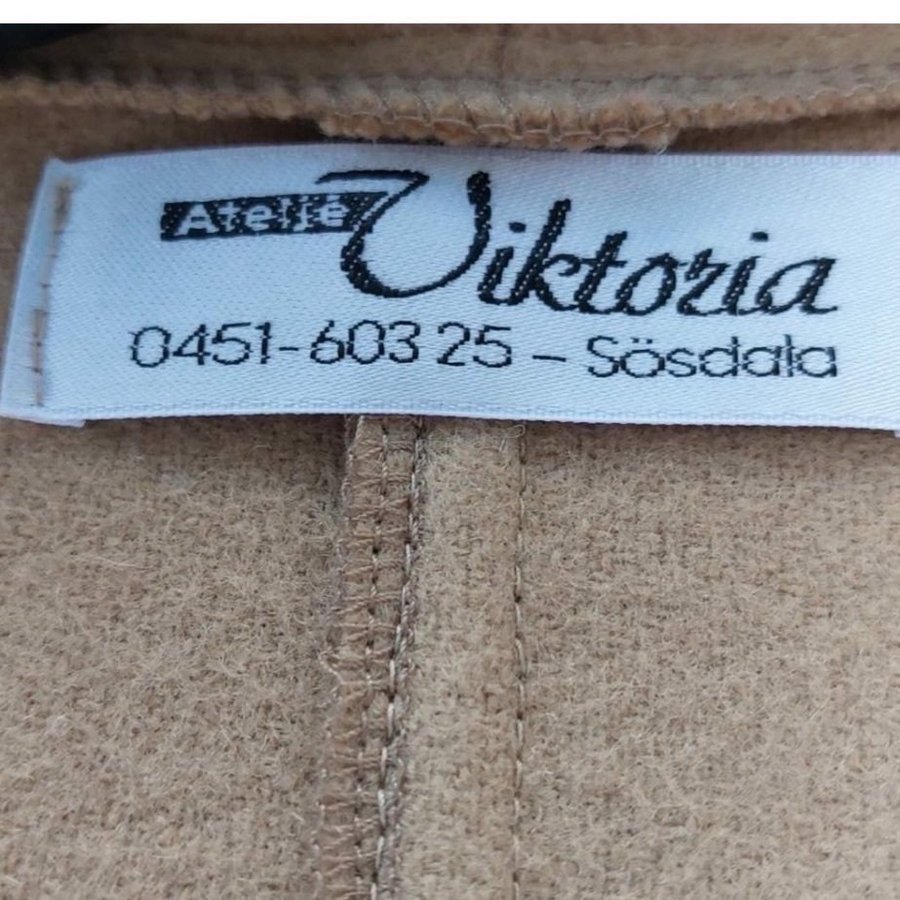 Ateljé Viktoria
0451-603 25 – Sösdala